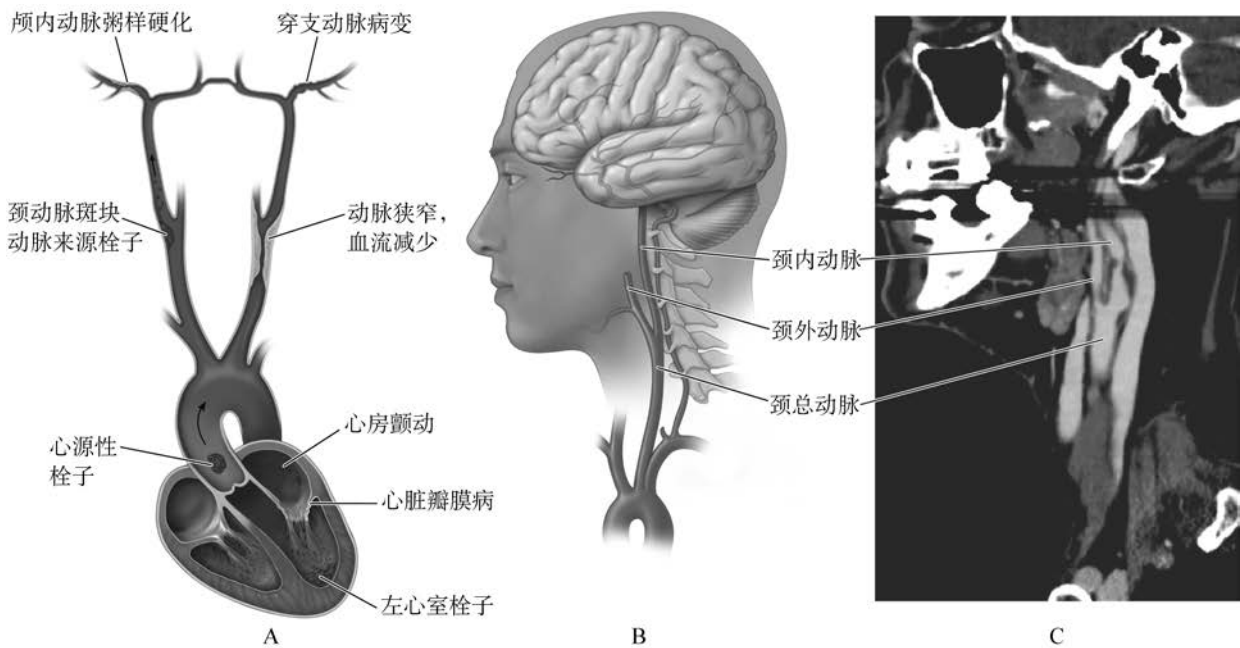 颅内动脉粥样硬化
穿支动脉病变
颈动脉斑块
动脉来源栓子
动脉狭窄，
血流减少
心源性
栓子
心房颤动
心脏瓣膜病
左心室栓子
A
颈内动脉
颈外动脉
颈总动脉
B
C